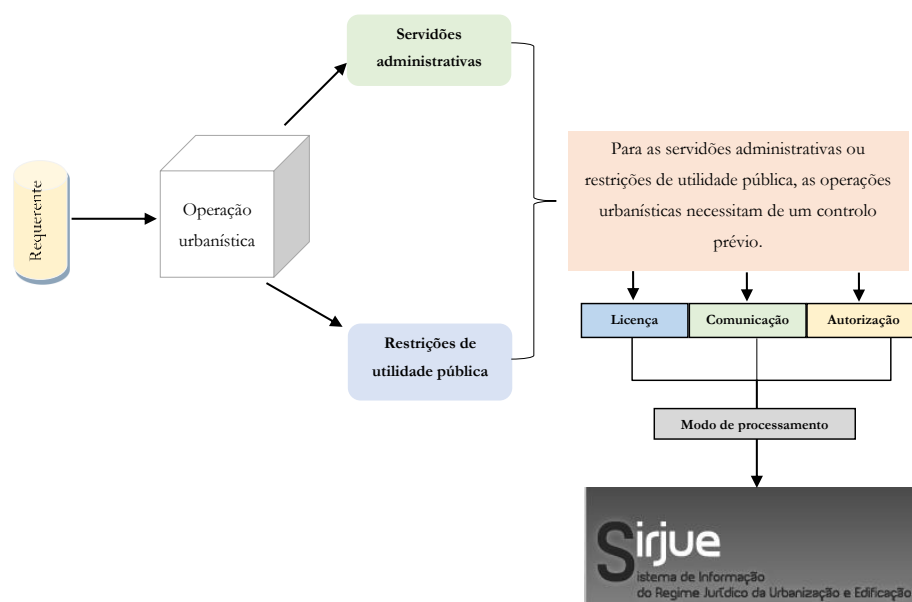 Servidões
administrativas
Requerente
Operação
urbanística
Para as servidões administrativas ou
restrições de utilidade pública, as operações
urbanísticas necessitam de um controlo
prévio.
Restrições de
utilidade pública
Licença
Comunicação
Autorização
Modo de processamento
Sirjue
istema de Informação
do Regime Jurídico da Urbanização e Edificação